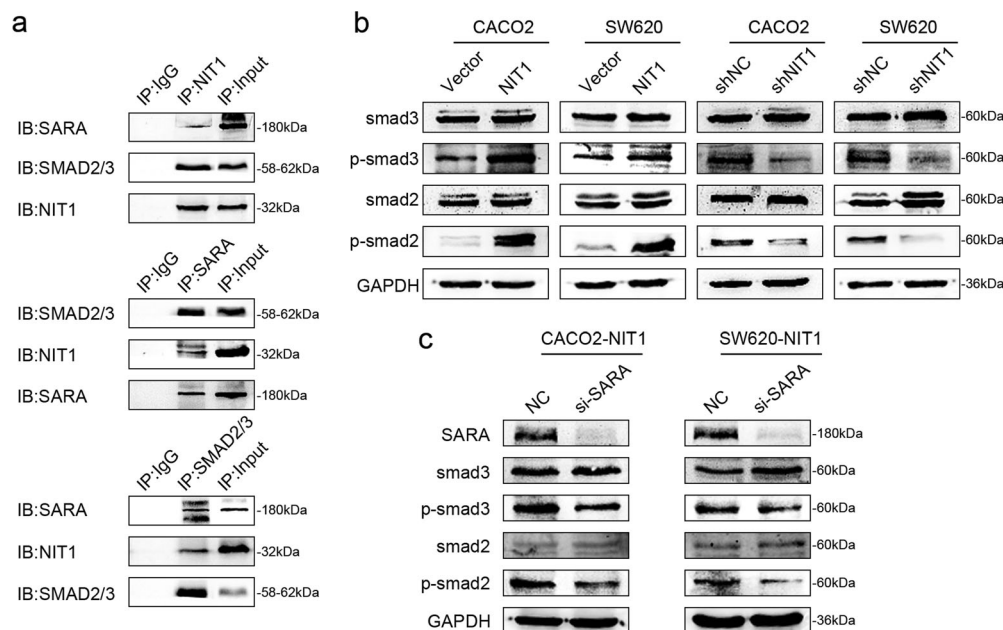 a
IP:IgG IP:NIT1 IP:Input
IB:SARA -180kDa
IB:SMAD2/3 -58-62kDa
IB:NIT1 -32kDa
IP:IgG IP:SARA IP:Input
IB:SMAD2/3 -58-62kDa
IB:NIT1 -32kDa
IB:SARA -180kDa
IP:IgG IP:SMAD2/3 IP:Input
IB:SARA -180kDa
IB:NIT1 -32kDa
IB:SMAD2/3 -58-62kDa
b
CACO2 SW620 CACO2 SW620
Vector NIT1 Vector NIT1 shNC shNIT1 shNC shNIT1
smad3 -60kDa
p-smad3 -60kDa
smad2 -60kDa
p-smad2 -60kDa
GAPDH -36kDa
c
CACO2-NIT1 SW620-NIT1
NC si-SARA NC si-SARA
SARA -180kDa
smad3 -60kDa
p-smad3 -60kDa
smad2 -60kDa
p-smad2 -60kDa
GAPDH -36kDa